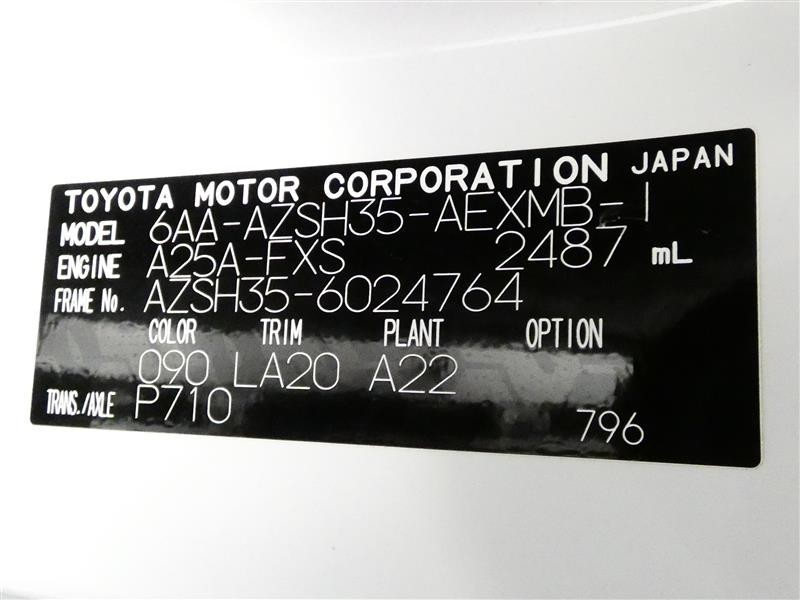 TOYOTA MOTOR CORPORATION JAPAN
MODEL 6AA-AZSH35-AEXMB-1
ENGINE A25A-FXS 2487 mL
FRAME No. AZSH35-6024764
COLOR TRIM PLANT OPTION
090 LA20 A22
TRANS./AXLE P710 796